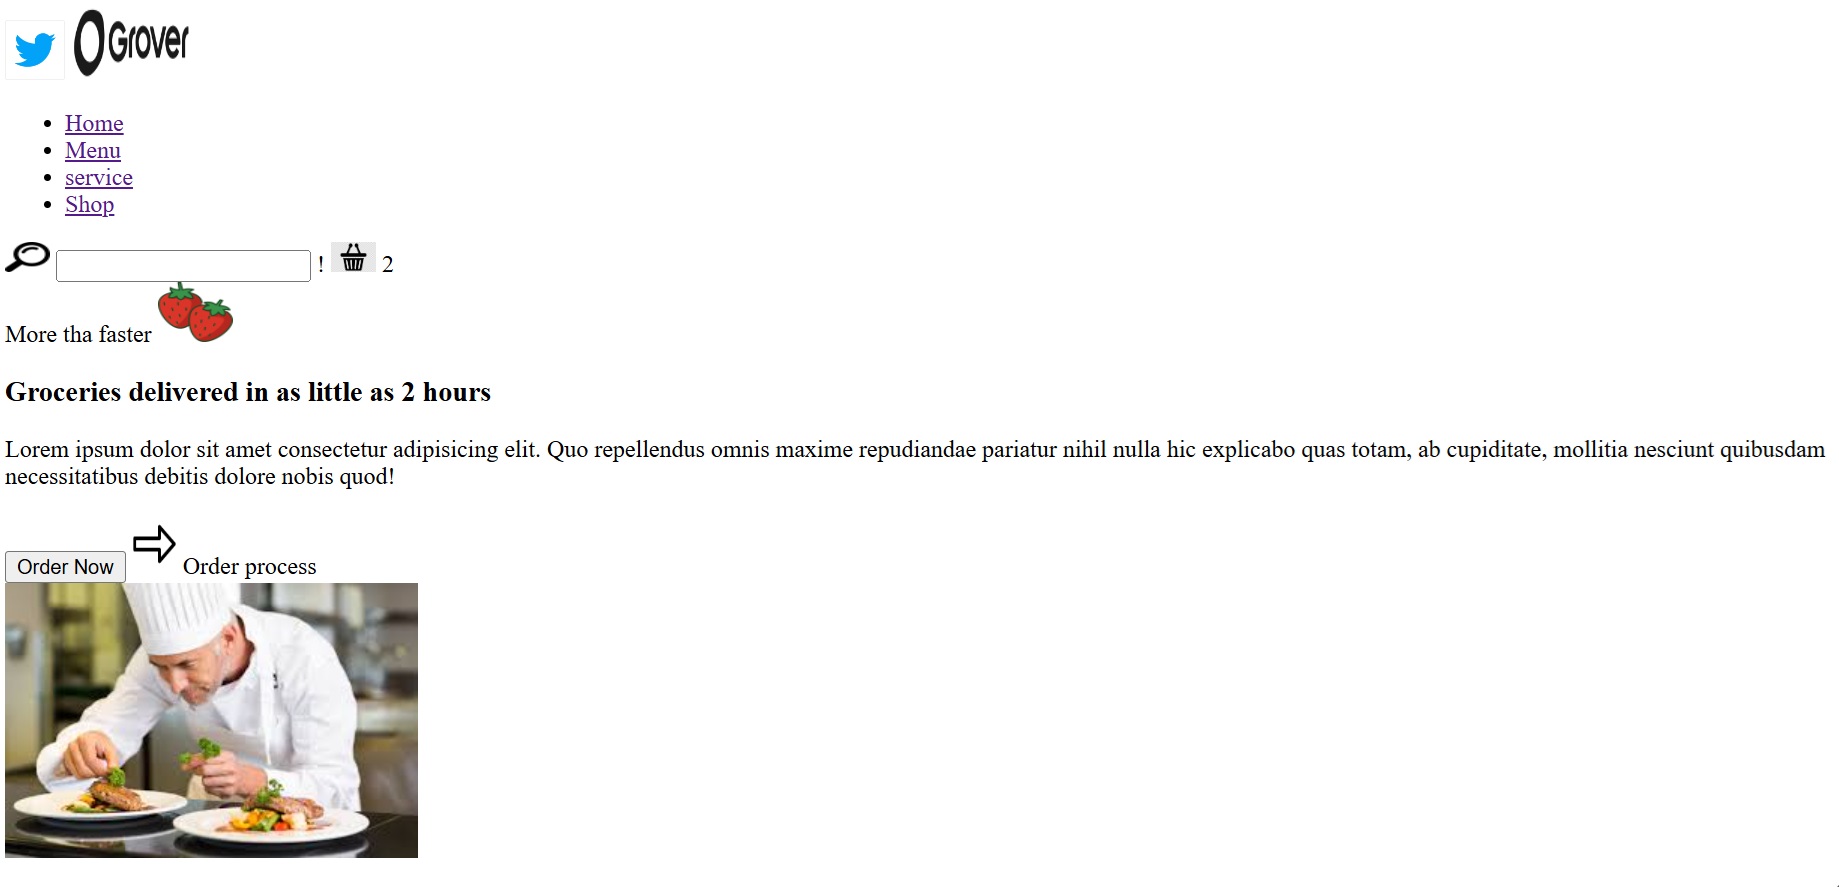 Grover
Home
Menu
service
Shop
! 2
More tha faster
Groceries delivered in as little as 2 hours
Lorem ipsum dolor sit amet consectetur adipisicing elit. Quo repellendus omnis maxime repudiandae pariatur nihil nulla hic explicabo quas totam, ab cupiditate, mollitia nesciunt quibusdam
necessitatibus debitis dolore nobis quod!
Order Now Order process